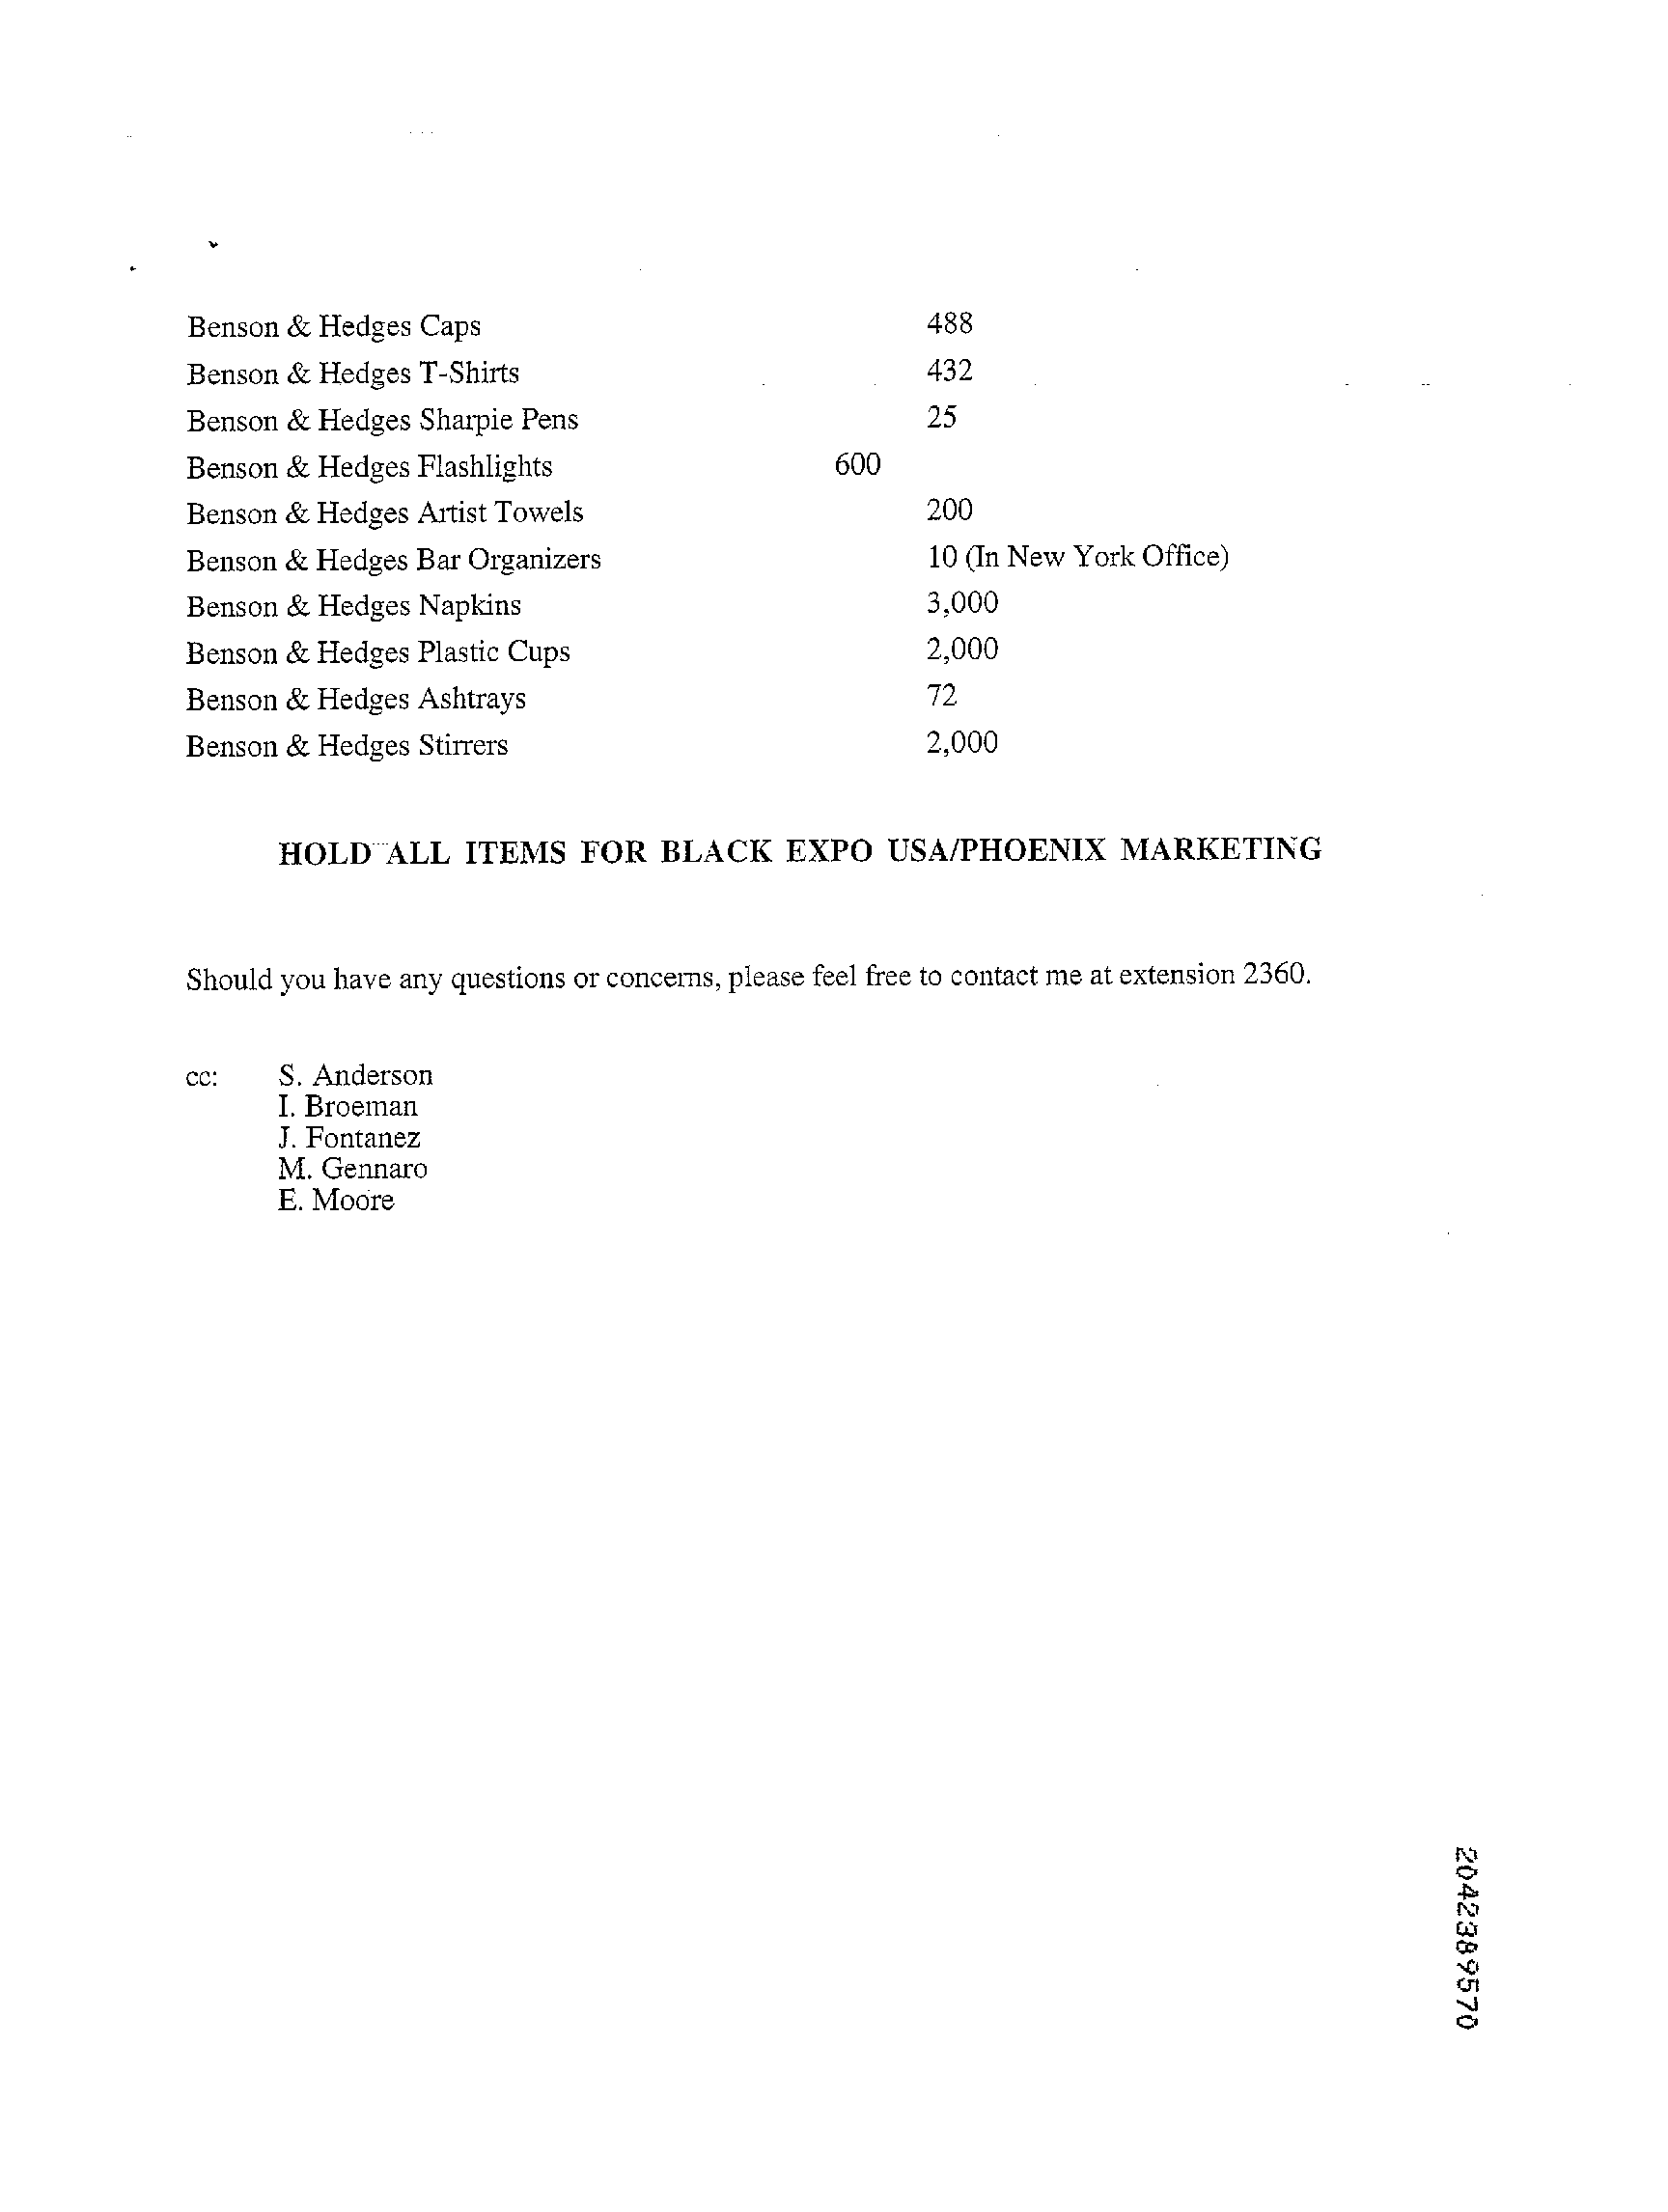 Benson & Hedges Caps 488
Benson & Hedges T-Shirts 432
Benson & Hedges Sharpie Pens 25
Benson & Hedges Flashlights 600
Benson & Hedges Artist Towels 200
Benson & Hedges Bar Organizers 10 (In New York Office)
Benson & Hedges Napkins 3,000
Benson & Hedges Plastic Cups 2,000
Benson & Hedges Ashtrays 72
Benson & Hedges Stirrers 2,000
HOLD ALL ITEMS FOR BLACK EXPO USA/PHOENIX MARKETING
Should you have any questions or concerns, please feel free to contact me at extension 2360.
cc: S. Anderson
I. Broeman
J. Fontanez
M. Gennaro
E. Moore
2042389570